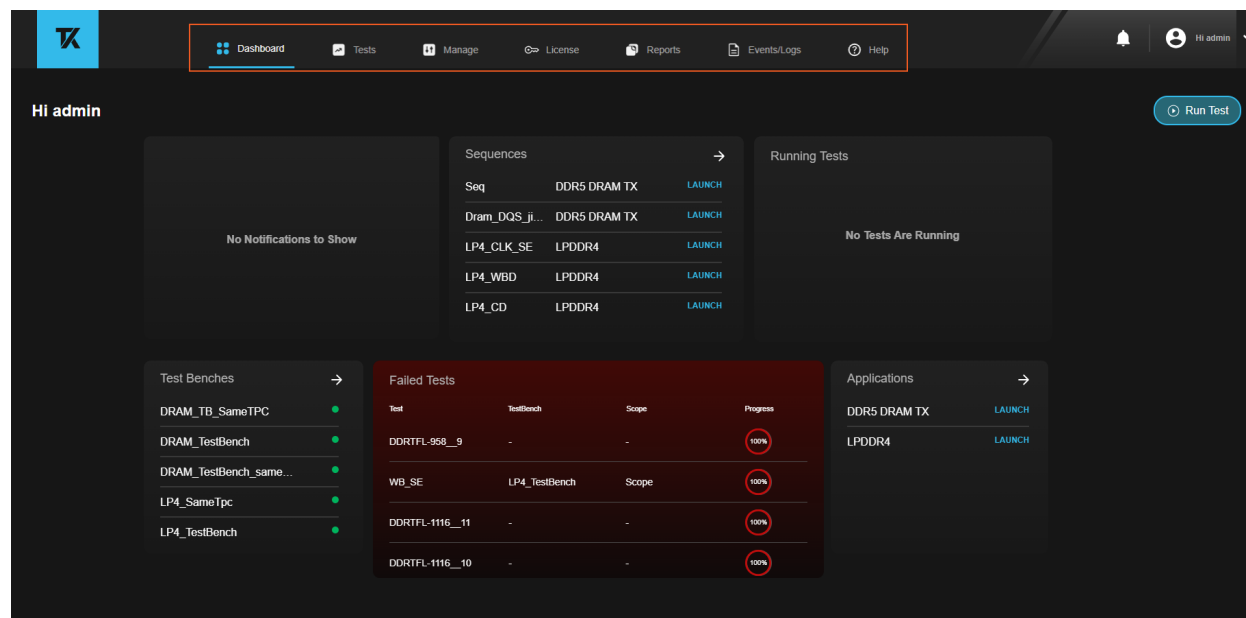 TK
Dashboard Tests Manage License Reports Events/Logs Help
Hi admin
Hi admin
Run Test
No Notifications to Show
Sequences
Seq DDR5 DRAM TX LAUNCH
Dram_DQS_ji... DDR5 DRAM TX LAUNCH
LP4_CLK_SE LPDDR4 LAUNCH
LP4_WBD LPDDR4 LAUNCH
LP4_CD LPDDR4 LAUNCH
Running Tests
No Tests Are Running
Test Benches
DRAM_TB_SameTPC
DRAM_TestBench
DRAM_TestBench_same...
LP4_SameTpc
LP4_TestBench
Failed Tests
Test TestBench Scope Progress
DDRTFL-958__9 - - 100%
WB_SE LP4_TestBench Scope 100%
DDRTFL-1116__11 - - 100%
DDRTFL-1116__10 - - 100%
Applications
DDR5 DRAM TX LAUNCH
LPDDR4 LAUNCH